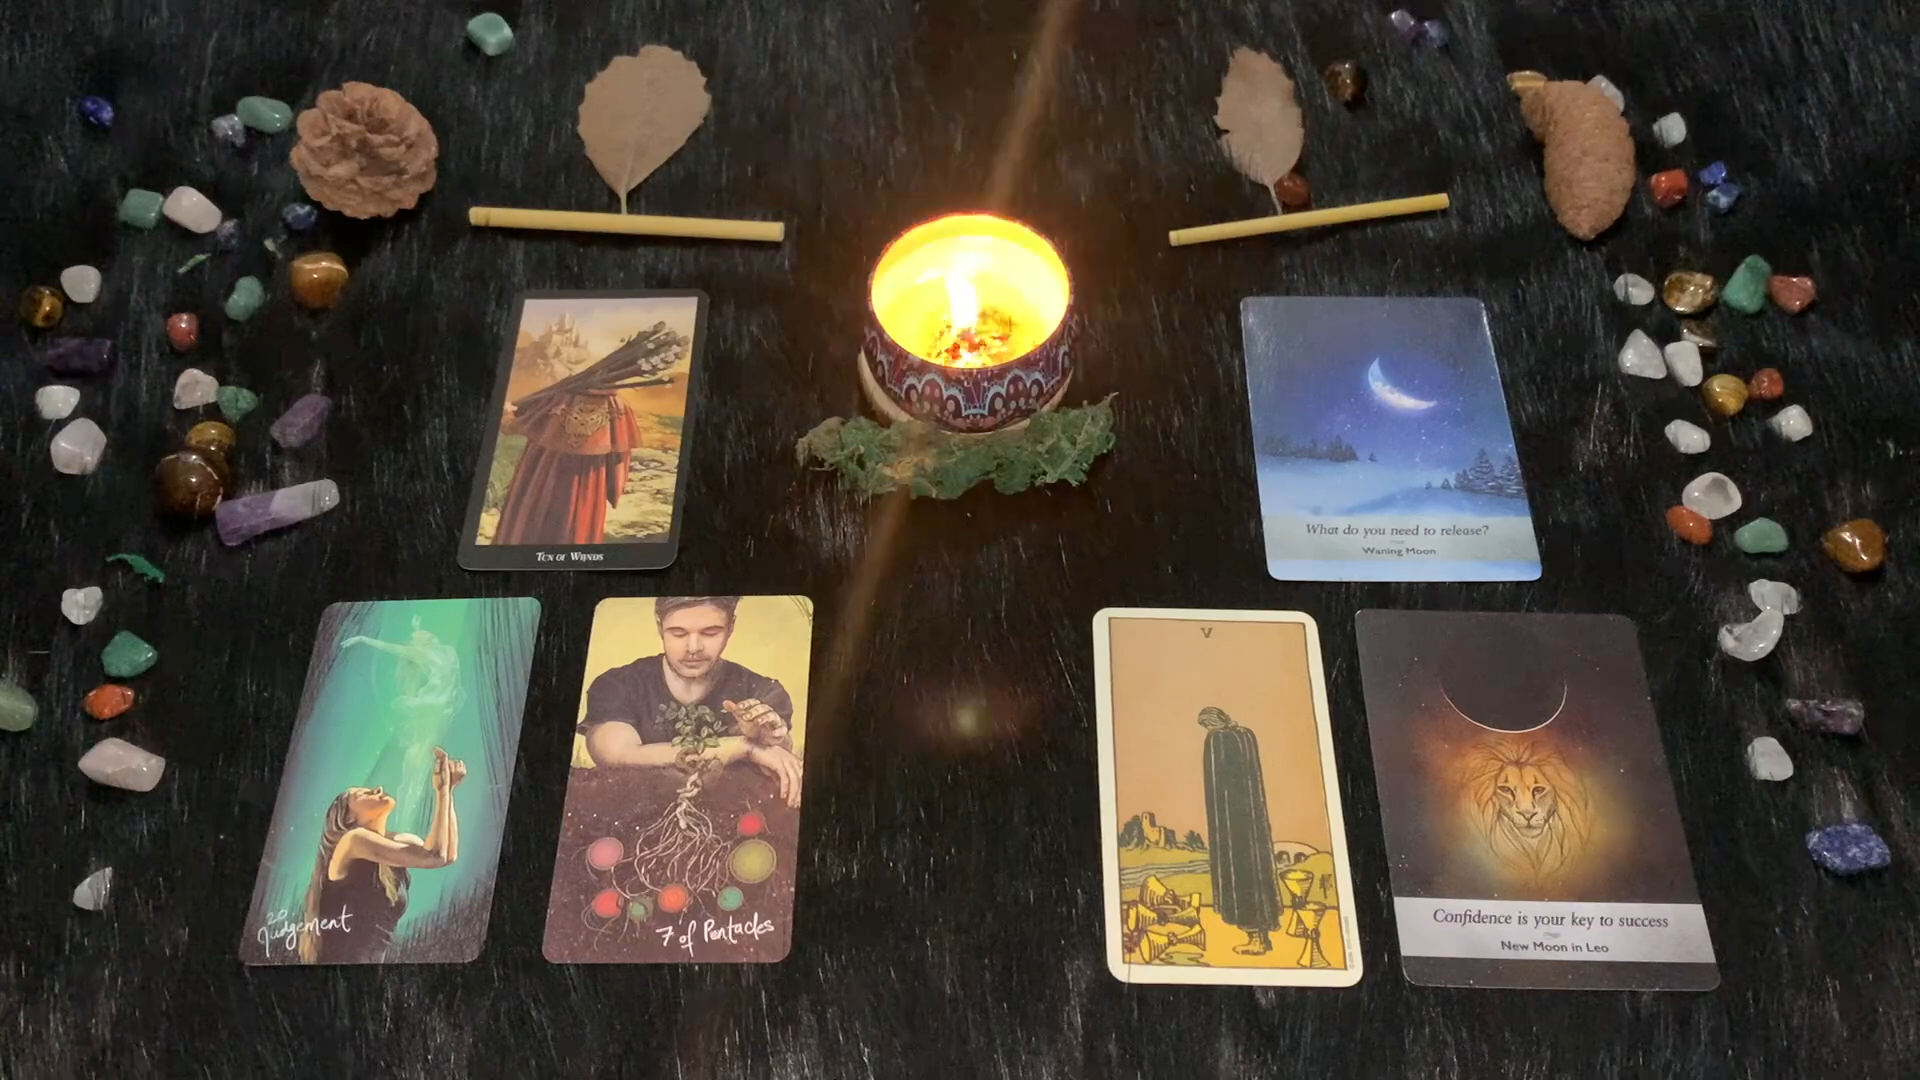 Ten of Wands
What do you need to release?
Waning Moon
20
Judgement
7 of Pentacles
V
Confidence is your key to success
New Moon in Leo